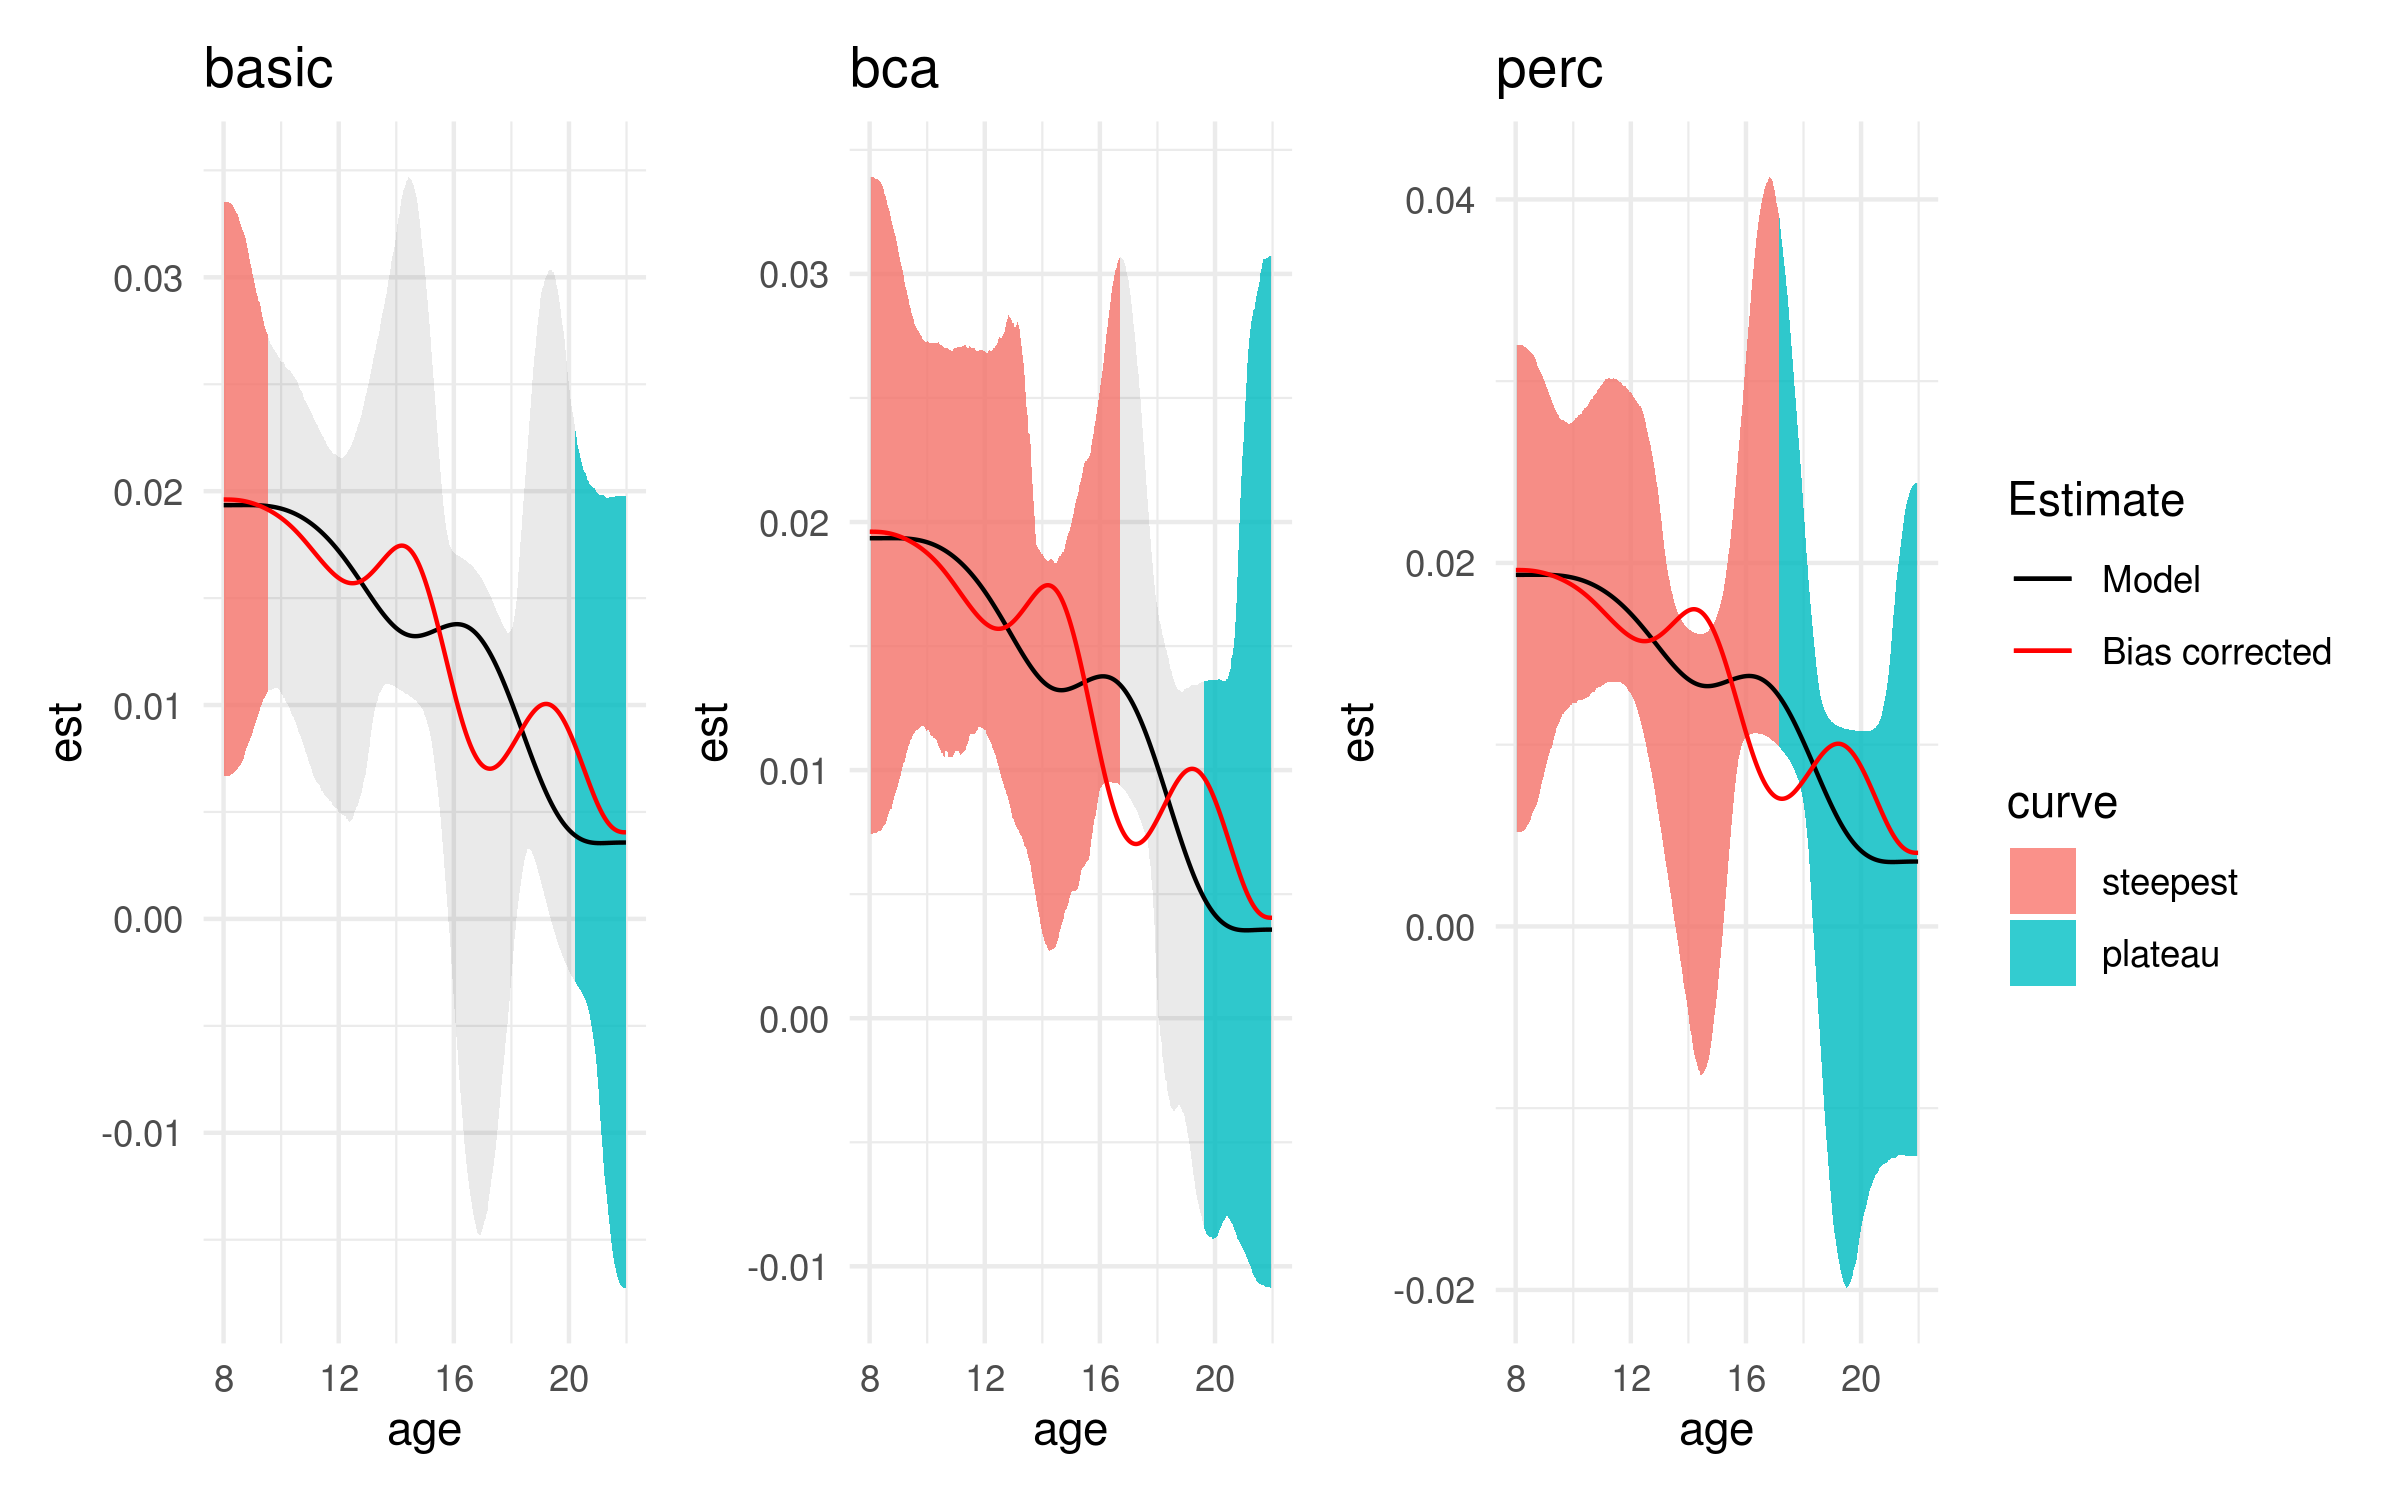 basic
bca
perc
est
0.03
0.02
0.01
0.00
-0.01
8 12 16 20
age
est
0.03
0.02
0.01
0.00
-0.01
8 12 16 20
age
est
0.04
0.02
0.00
-0.02
8 12 16 20
age
Estimate
Model
Bias corrected
curve
steepest
plateau